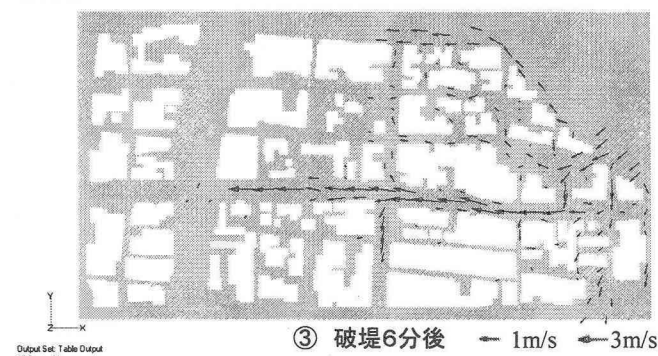 Y
Z X
③ 破堤6分後 1m/s 3m/s
Output Set: Table Output